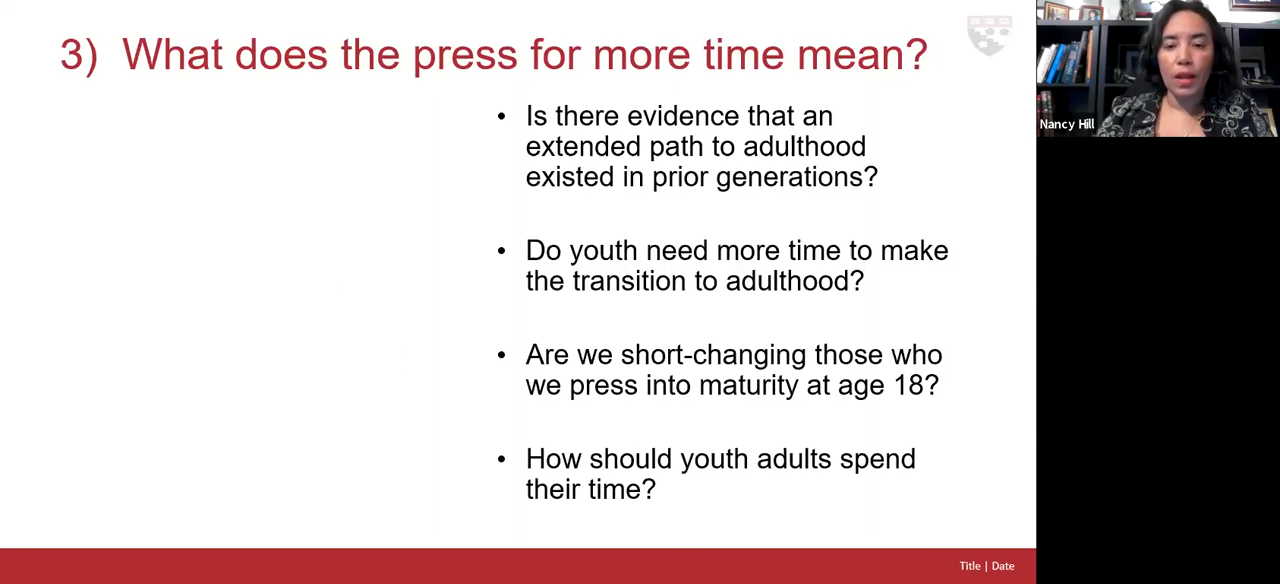 3) What does the press for more time mean?
• Is there evidence that an
extended path to adulthood
existed in prior generations?
• Do youth need more time to make
the transition to adulthood?
• Are we short-changing those who
we press into maturity at age 18?
• How should youth adults spend
their time?
Title | Date
Nancy Hill